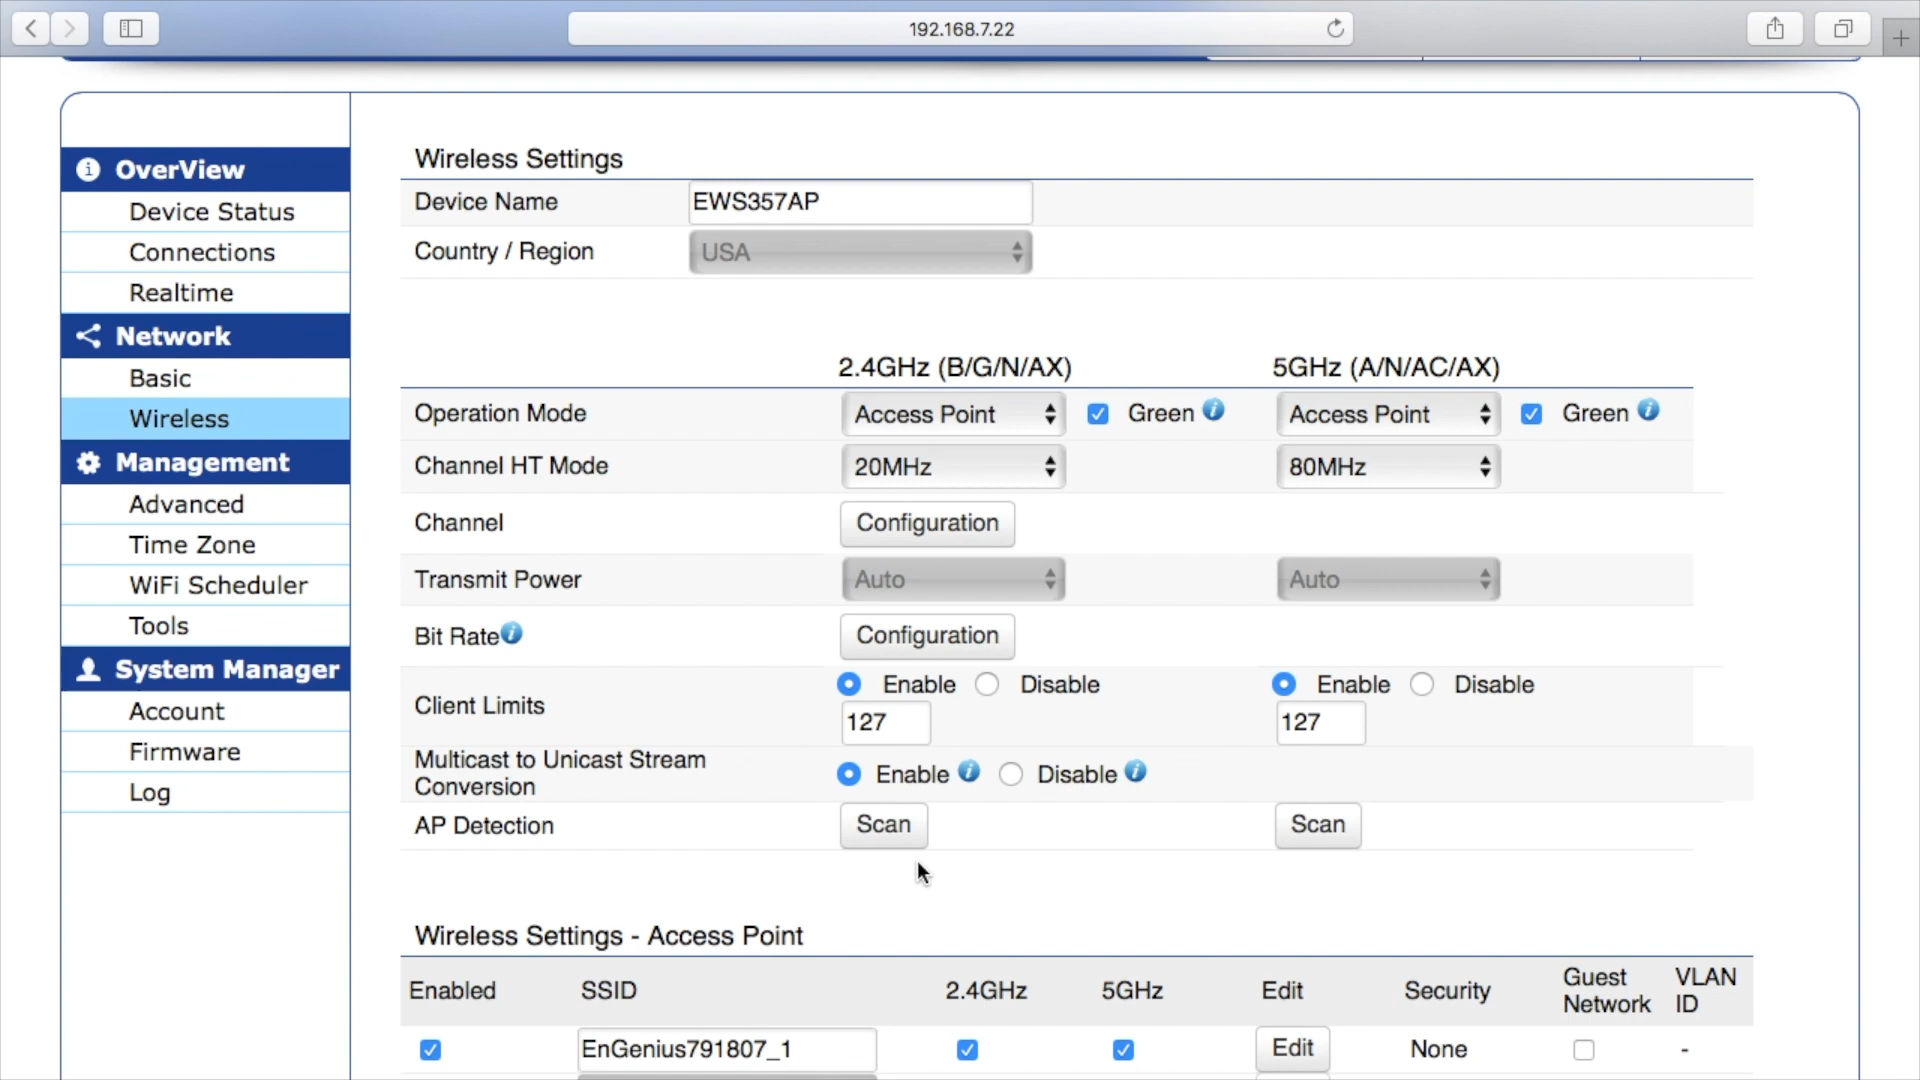 192.168.7.22
OverView
Device Status
Connections
Realtime
Network
Basic
Wireless
Management
Advanced
Time Zone
WiFi Scheduler
Tools
System Manager
Account
Firmware
Log
Wireless Settings
Device Name EWS357AP
Country / Region USA
2.4GHz (B/G/N/AX) 5GHz (A/N/AC/AX)
Operation Mode Access Point Green Access Point Green
Channel HT Mode 20MHz 80MHz
Channel Configuration
Transmit Power Auto Auto
Bit Rate Configuration
Client Limits Enable Disable Enable Disable
127 127
Multicast to Unicast Stream
Conversion Enable Disable
AP Detection Scan Scan
Wireless Settings - Access Point
Enabled SSID 2.4GHz 5GHz Edit Security Guest Network VLAN ID
EnGenius791807_1 Edit None -